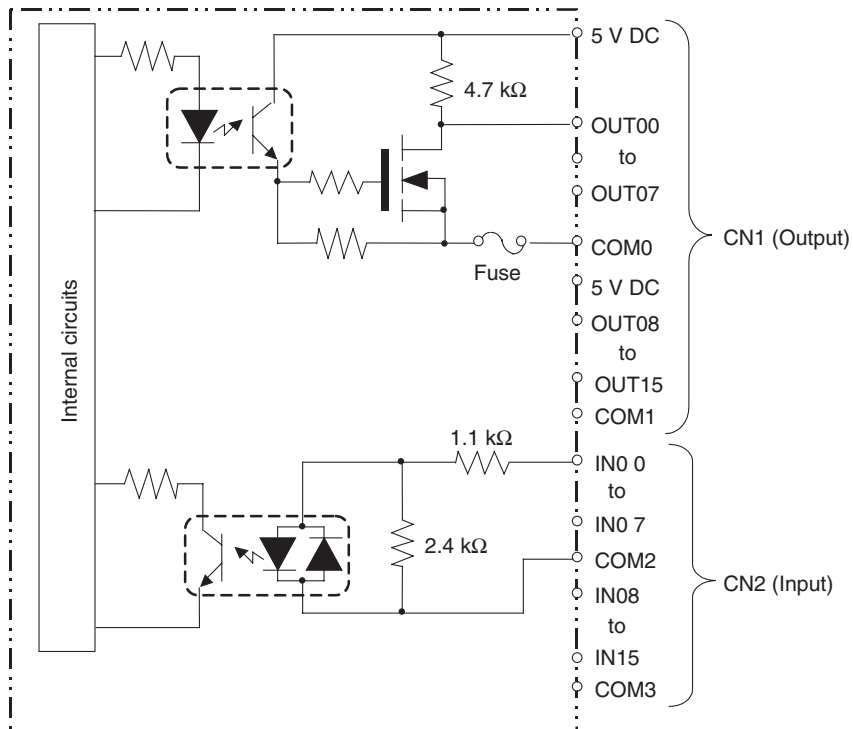 5 V DC
4.7 kΩ
OUT00
to
OUT07
COM0
CN1 (Output)
Fuse
5 V DC
OUT08
to
OUT15
COM1
Internal circuits
1.1 kΩ
IN0 0
to
IN0 7
2.4 kΩ
COM2
CN2 (Input)
IN08
to
IN15
COM3